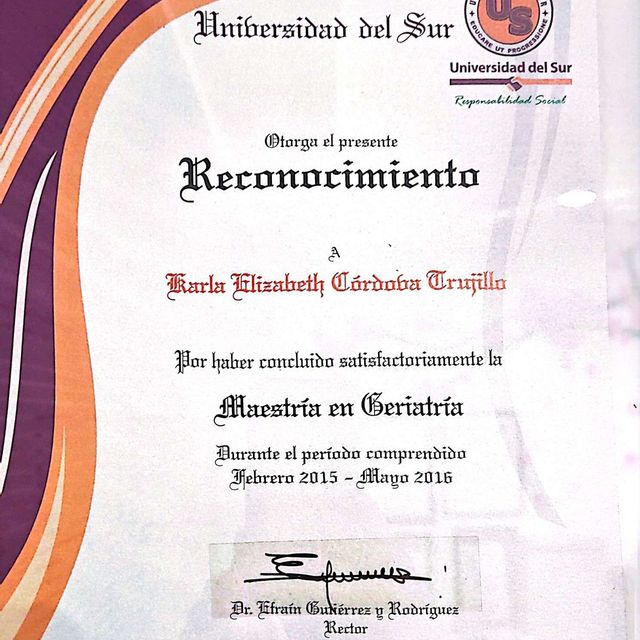 Universidad del Sur
US
EDUCARE UT PROGRESSIONE
Universidad del Sur
Responsabilidad Social
Otorga el presente
Reconocimiento
A
Karla Elizabeth Córdova Trujillo
Por haber concluido satisfactoriamente la
Maestría en Geriatría
Durante el período comprendido
Febrero 2015 - Mayo 2016
Dr. Efraín Gutiérrez y Rodríguez
Rector